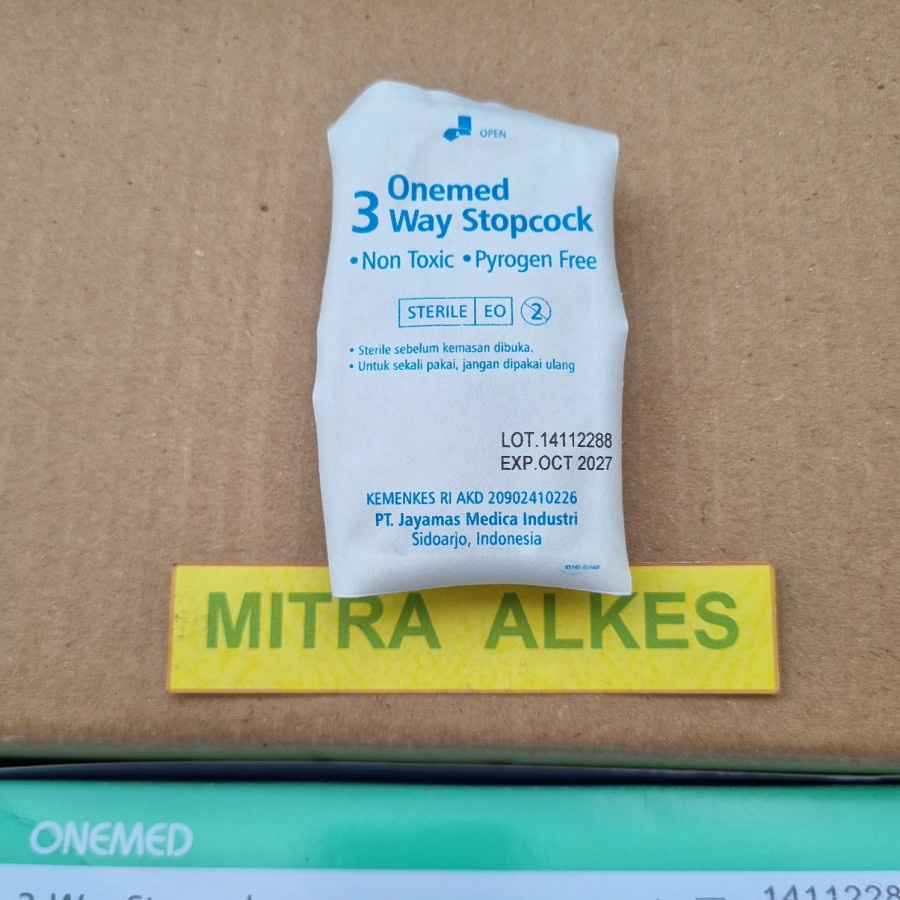 OPEN
3 Onemed
Way Stopcock
• Non Toxic • Pyrogen Free
STERILE EO 2
• Sterile sebelum kemasan dibuka.
• Untuk sekali pakai, jangan dipakai ulang
LOT.14112288
EXP.OCT 2027
KEMENKES RI AKD 20902410226
PT. Jayamas Medica Industri
Sidoarjo, Indonesia
MITRA ALKES
ONEMED